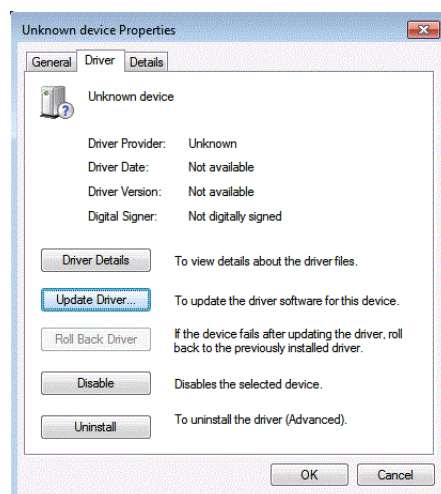 Unknown device Properties
General Driver Details
Unknown device
Driver Provider: Unknown
Driver Date: Not available
Driver Version: Not available
Digital Signer: Not digitally signed
Driver Details To view details about the driver files.
Update Driver... To update the driver software for this device.
Roll Back Driver If the device fails after updating the driver, roll
back to the previously installed driver.
Disable Disables the selected device.
Uninstall To uninstall the driver (Advanced).
OK Cancel